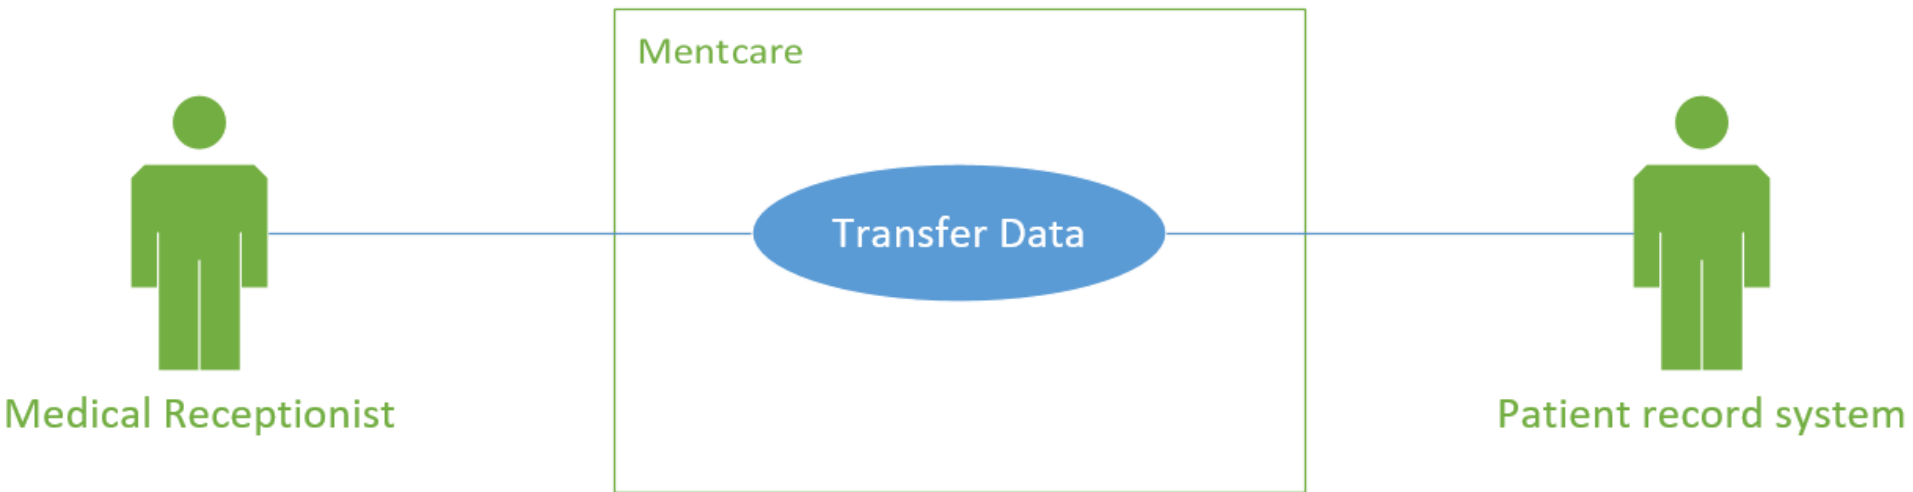 Mentcare
Transfer Data
Medical Receptionist
Patient record system